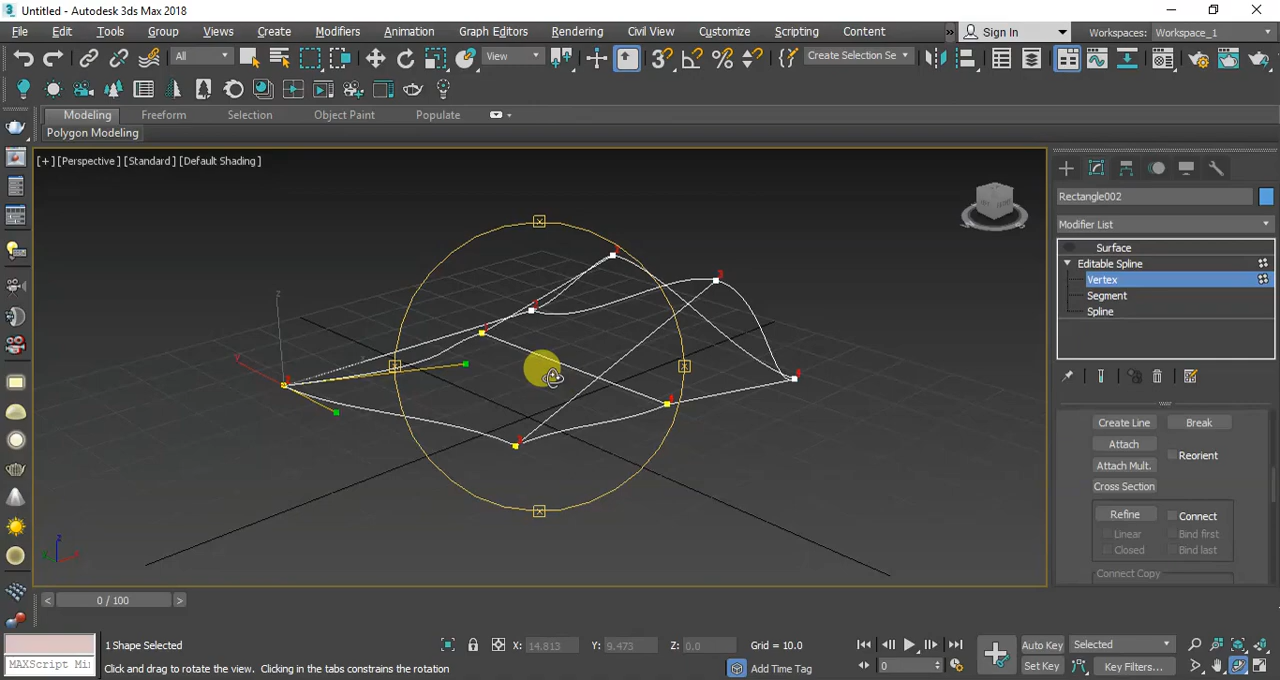 Untitled - Autodesk 3ds Max 2018
File Edit Tools Group Views Create Modifiers Animation Graph Editors Rendering Civil View Customize Scripting Content » Sign In Workspaces: Workspace_1
All View Create Selection Se
Modeling Freeform Selection Object Paint Populate
Polygon Modeling
[+] [Perspective] [Standard] [Default Shading]
Rectangle002
Modifier List
Surface
Editable Spline
Vertex
Segment
Spline
Create Line Break
Attach
Reorient
Attach Mult.
Cross Section
Refine Connect
Linear Bind first
Closed Bind last
Connect Copy
z
y
z
y
x
< 0 / 100 >
1 Shape Selected X: 14.813 Y: 9.473 Z: 0.0 Grid = 10.0 Auto Key Selected
MAXScript Mi Click and drag to rotate the view. Clicking in the tabs constrains the rotation Add Time Tag 0 Set Key Key Filters...